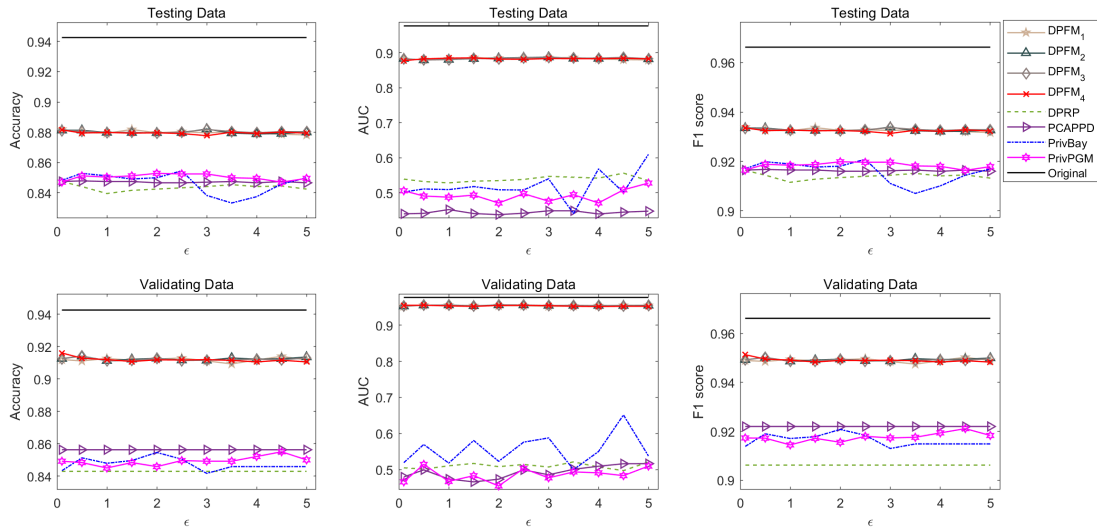 Testing Data
Accuracy
0.94
0.92
0.9
0.88
0.86
0.84
0 1 2 3 4 5
ϵ
Testing Data
AUC
0.9
0.8
0.7
0.6
0.5
0 1 2 3 4 5
ϵ
Testing Data
F1 score
0.96
0.94
0.92
0.9
0 1 2 3 4 5
ϵ
DPFM₁
DPFM₂
DPFM₃
DPFM₄
DPRP
PCAPPD
PrivBay
PrivPGM
Original
Validating Data
Accuracy
0.94
0.92
0.9
0.88
0.86
0.84
0 1 2 3 4 5
ϵ
Validating Data
AUC
0.9
0.8
0.7
0.6
0.5
0 1 2 3 4 5
ϵ
Validating Data
F1 score
0.96
0.94
0.92
0.9
0 1 2 3 4 5
ϵ